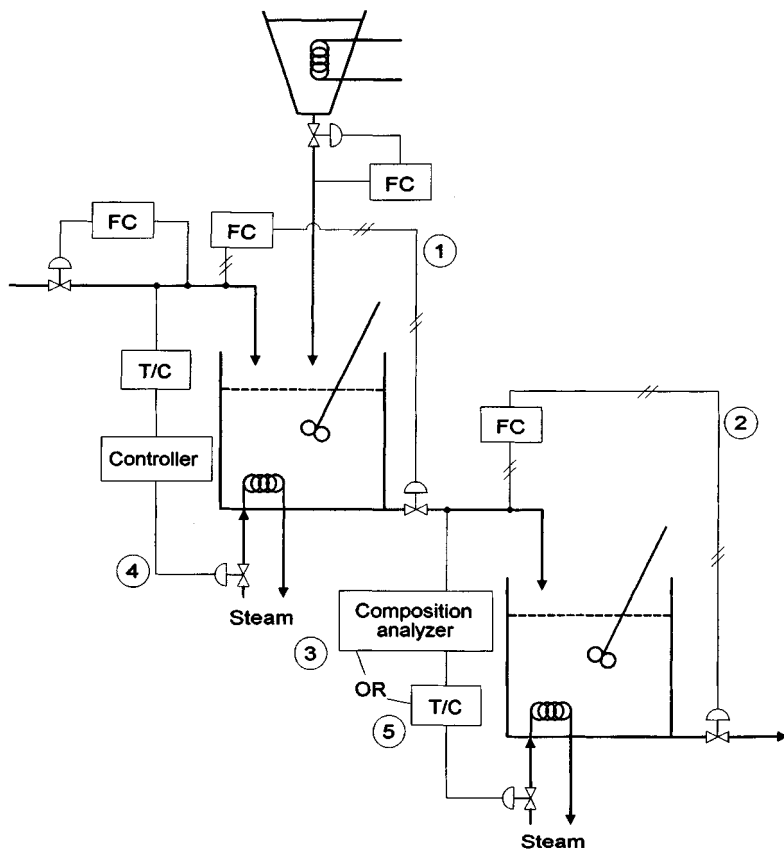 FC
FC
FC
1
T/C
FC
2
Controller
4
Steam
Composition
analyzer
3
OR
T/C
5
Steam